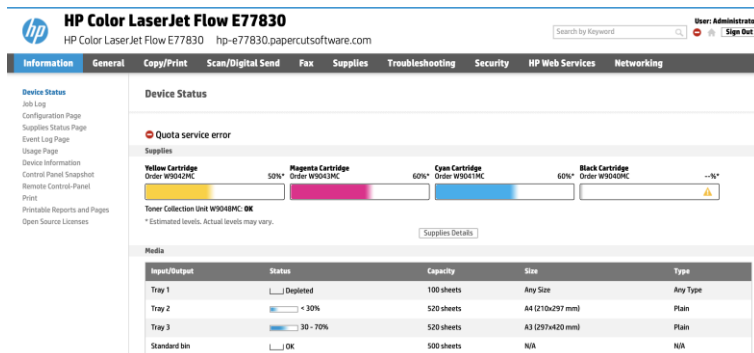 hp
HP Color LaserJet Flow E77830
HP Color LaserJet Flow E77830 hp-e77830.papercutsoftware.com
Search by Keyword
User: Administrato
Sign Out
Information General Copy/Print Scan/Digital Send Fax Supplies Troubleshooting Security HP Web Services Networking
Device Status
Job Log
Configuration Page
Supplies Status Page
Event Log Page
Usage Page
Device Information
Control Panel Snapshot
Remote Control-Panel
Print
Printable Reports and Pages
Open Source Licenses
Device Status
Quota service error
Supplies
Yellow Cartridge
Order W9042MC 50%*
Magenta Cartridge
Order W9043MC 60%*
Cyan Cartridge
Order W9041MC 60%*
Black Cartridge
Order W9040MC --%*
Toner Collection Unit W9048MC: OK
* Estimated levels. Actual levels may vary.
Supplies Details
Media
Input/Output Status Capacity Size Type
Tray 1 Depleted 100 sheets Any Size Any Type
Tray 2 < 30% 520 sheets A4 (210x297 mm) Plain
Tray 3 30 - 70% 520 sheets A3 (297x420 mm) Plain
Standard bin OK 500 sheets N/A N/A